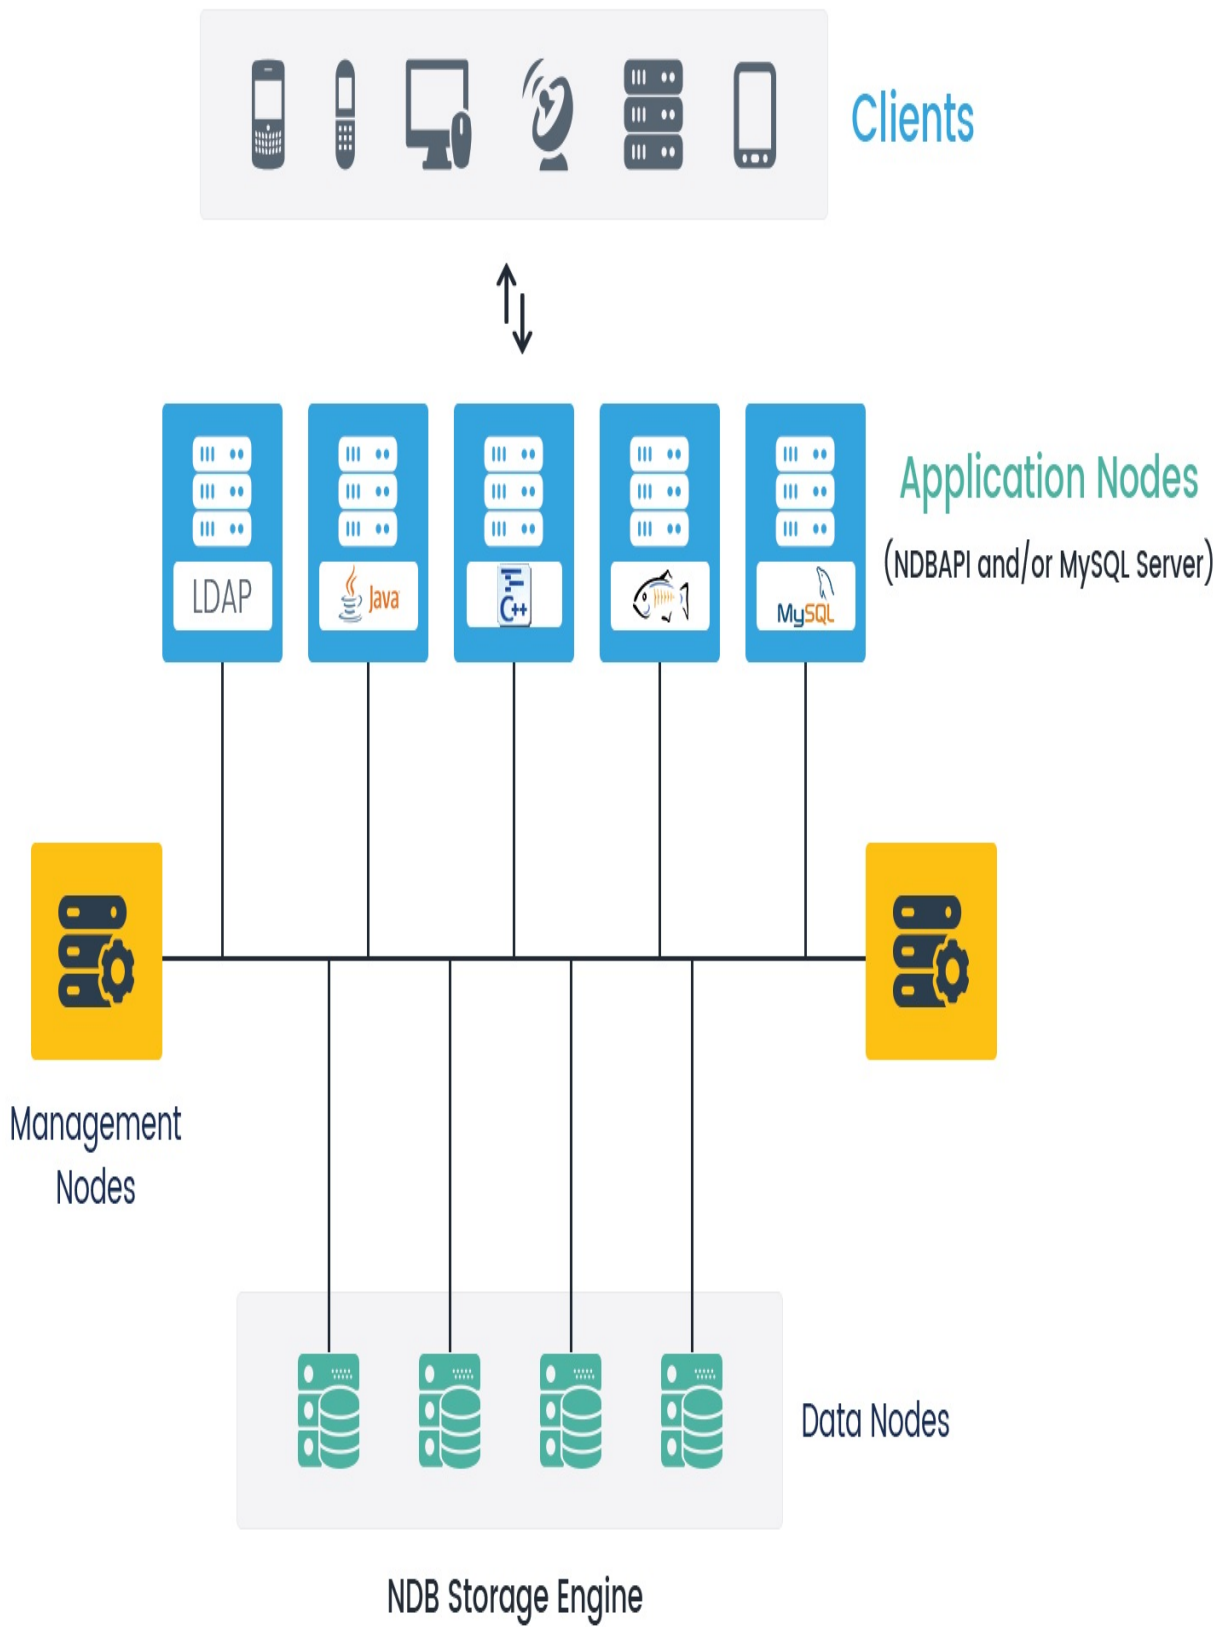 Clients
Application Nodes
(NDBAPI and/or MySQL Server)
LDAP
Java
C++
MySQL
Management
Nodes
Data Nodes
NDB Storage Engine